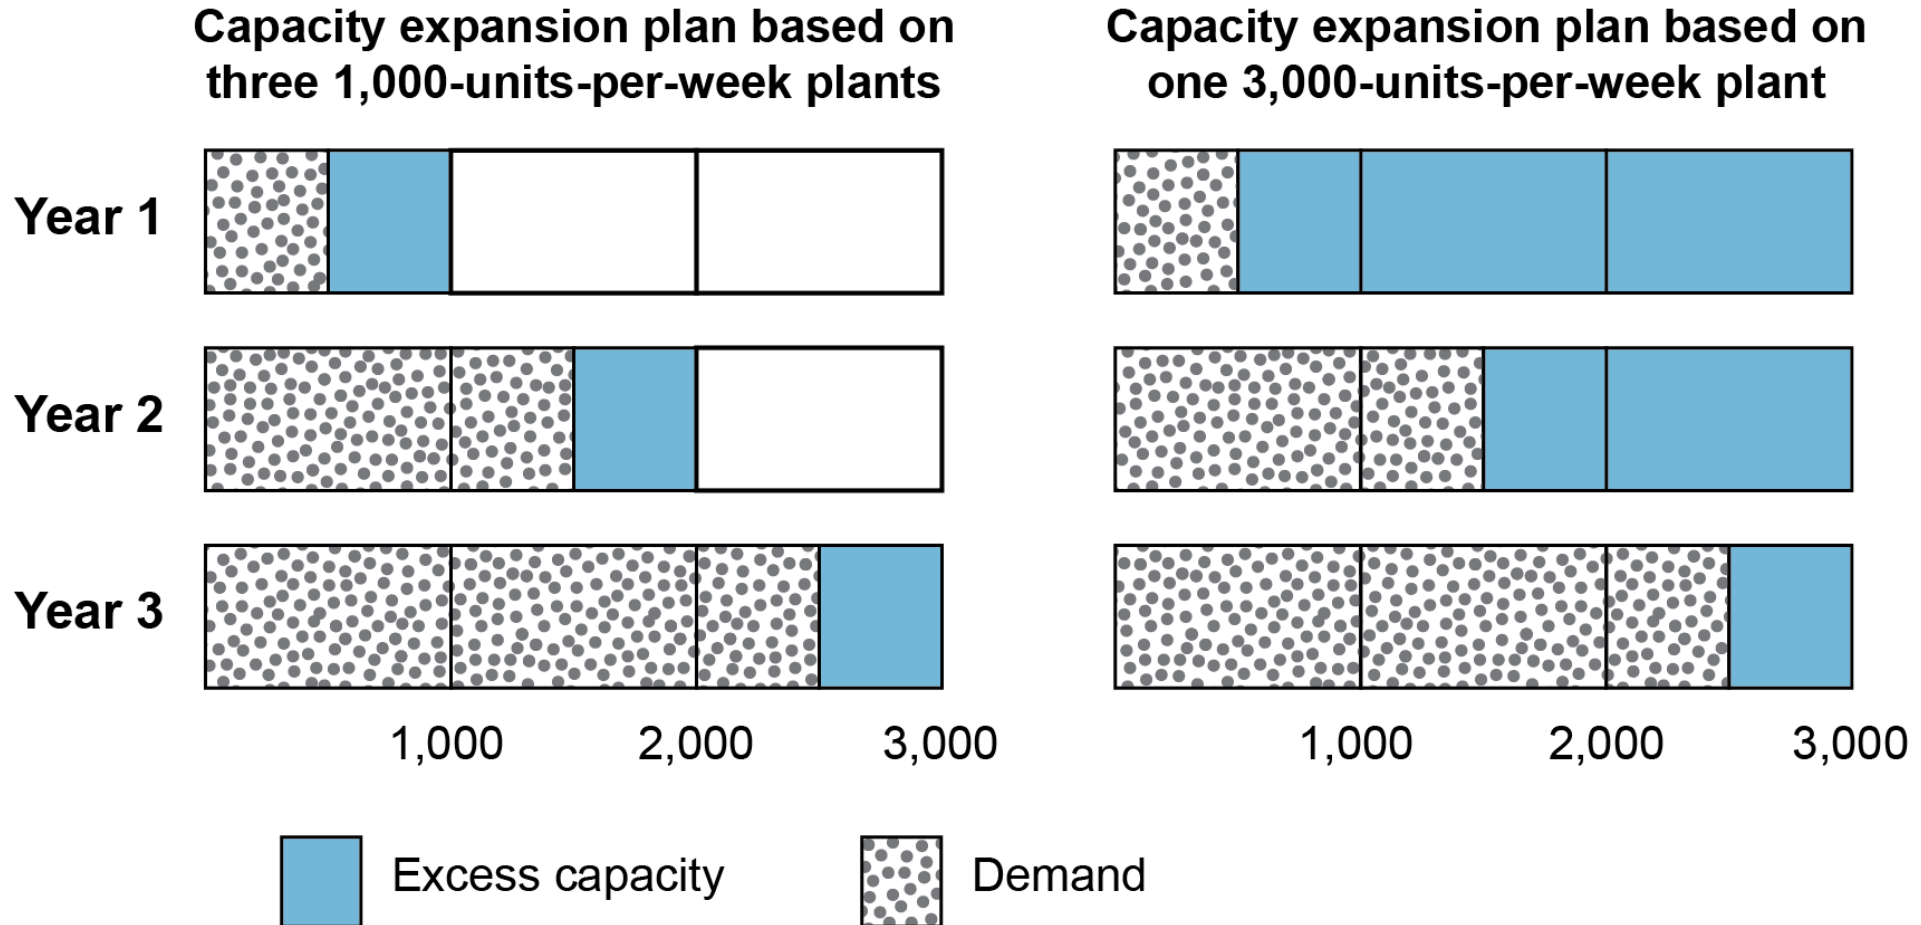 Capacity expansion plan based on
three 1,000-units-per-week plants
Capacity expansion plan based on
one 3,000-units-per-week plant
Year 1
Year 2
Year 3
1,000 2,000 3,000
1,000 2,000 3,000
Excess capacity
Demand